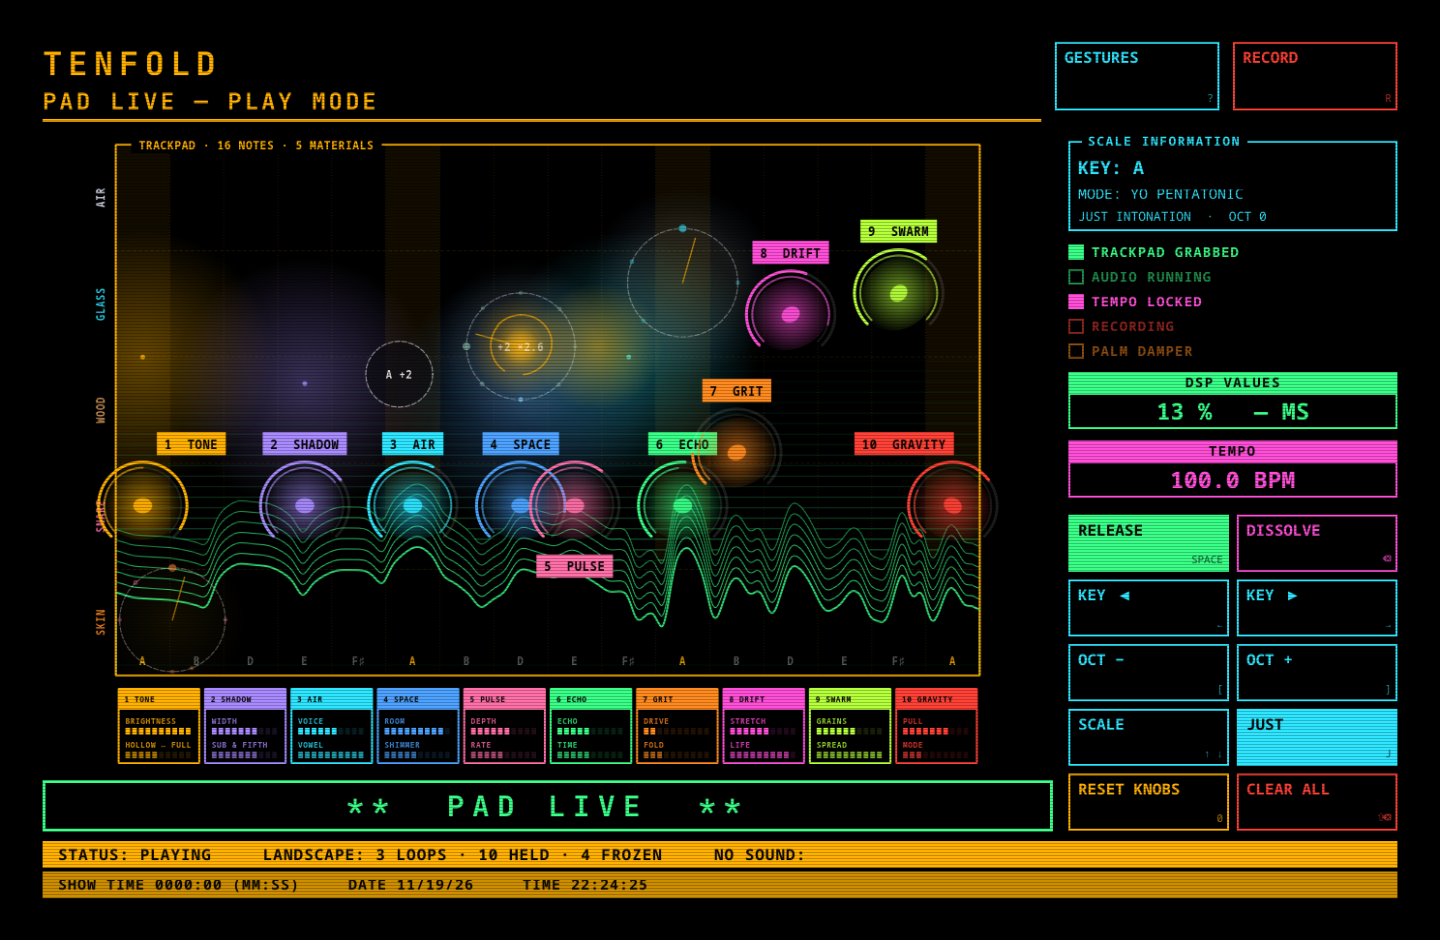 TENFOLD
PAD LIVE — PLAY MODE
GESTURES
?
RECORD
R
TRACKPAD · 16 NOTES · 5 MATERIALS
AIR
GLASS
WOOD
SKIN
9 SWARM
8 DRIFT
+2 +2.6
A +2
7 GRIT
1 TONE
2 SHADOW
3 AIR
4 SPACE
6 ECHO
10 GRAVITY
5 PULSE
A B D E F♯ A B D E F♯ A B D E F♯ A
1 TONE
BRIGHTNESS
HOLLOW — FULL
2 SHADOW
WIDTH
SUB & FIFTH
3 AIR
VOICE
VOWEL
4 SPACE
ROOM
SHIMMER
5 PULSE
DEPTH
RATE
6 ECHO
ECHO
TIME
7 GRIT
DRIVE
FOLD
8 DRIFT
STRETCH
LIFE
9 SWARM
GRAINS
SPREAD
10 GRAVITY
PULL
MODE
SCALE INFORMATION
KEY: A
MODE: YO PENTATONIC
JUST INTONATION · OCT 0
TRACKPAD GRABBED
AUDIO RUNNING
TEMPO LOCKED
RECORDING
PALM DAMPER
DSP VALUES
13 % — MS
TEMPO
100.0 BPM
RELEASE
SPACE
DISSOLVE
⌫
KEY ◀
←
KEY ▶
→
OCT −
[
OCT +
]
SCALE
↑ ↓
JUST
J
RESET KNOBS
0
CLEAR ALL
** PAD LIVE **
STATUS: PLAYING LANDSCAPE: 3 LOOPS · 10 HELD · 4 FROZEN NO SOUND:
SHOW TIME 0000:00 (MM:SS) DATE 11/19/26 TIME 22:24:25